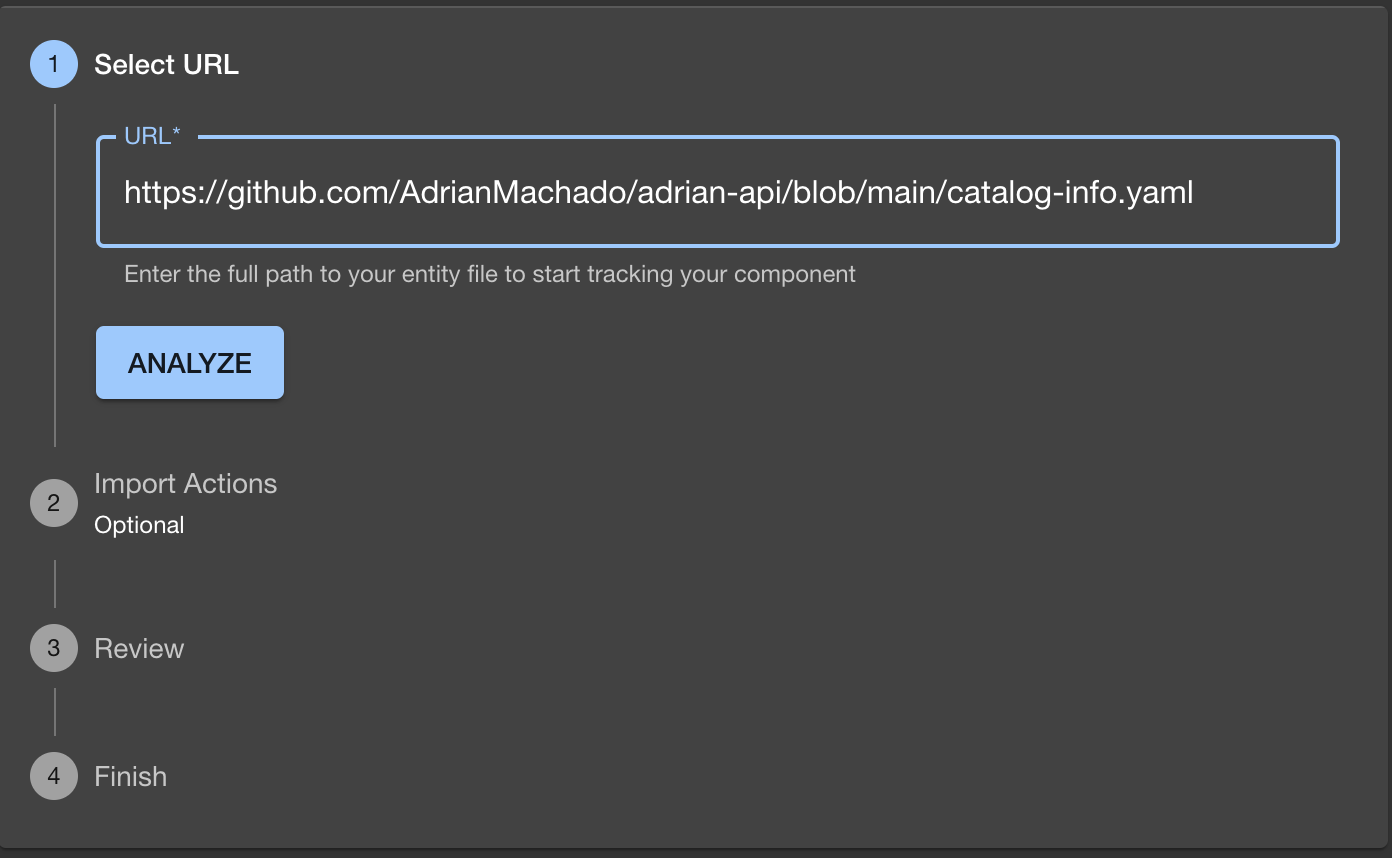 1
Select URL
URL*
https://github.com/AdrianMachado/adrian-api/blob/main/catalog-info.yaml
Enter the full path to your entity file to start tracking your component
ANALYZE
2
Import Actions
Optional
3
Review
4
Finish